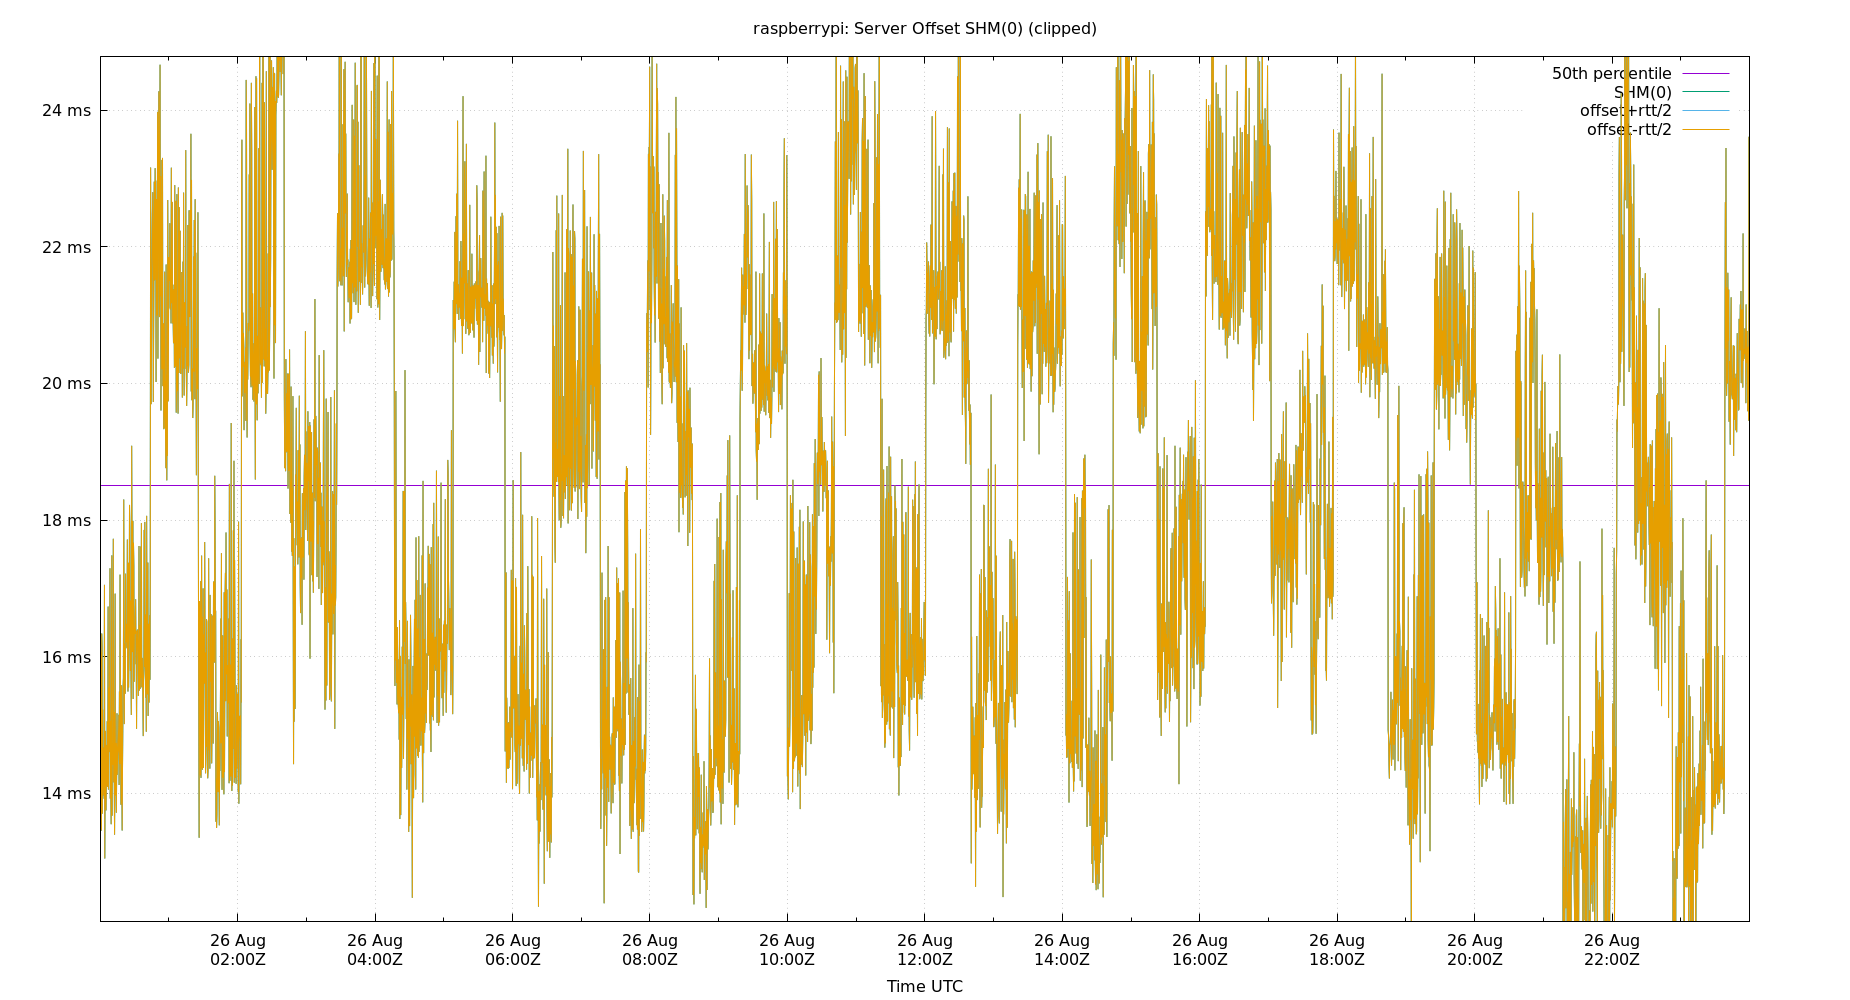 raspberrypi: Server Offset SHM(0) (clipped)
50th percentile
SHM(0)
offset+rtt/2
offset-rtt/2
24 ms
22 ms
20 ms
18 ms
16 ms
14 ms
26 Aug 26 Aug 26 Aug 26 Aug 26 Aug 26 Aug 26 Aug 26 Aug 26 Aug 26 Aug 26 Aug
02:00Z 04:00Z 06:00Z 08:00Z 10:00Z 12:00Z 14:00Z 16:00Z 18:00Z 20:00Z 22:00Z
Time UTC